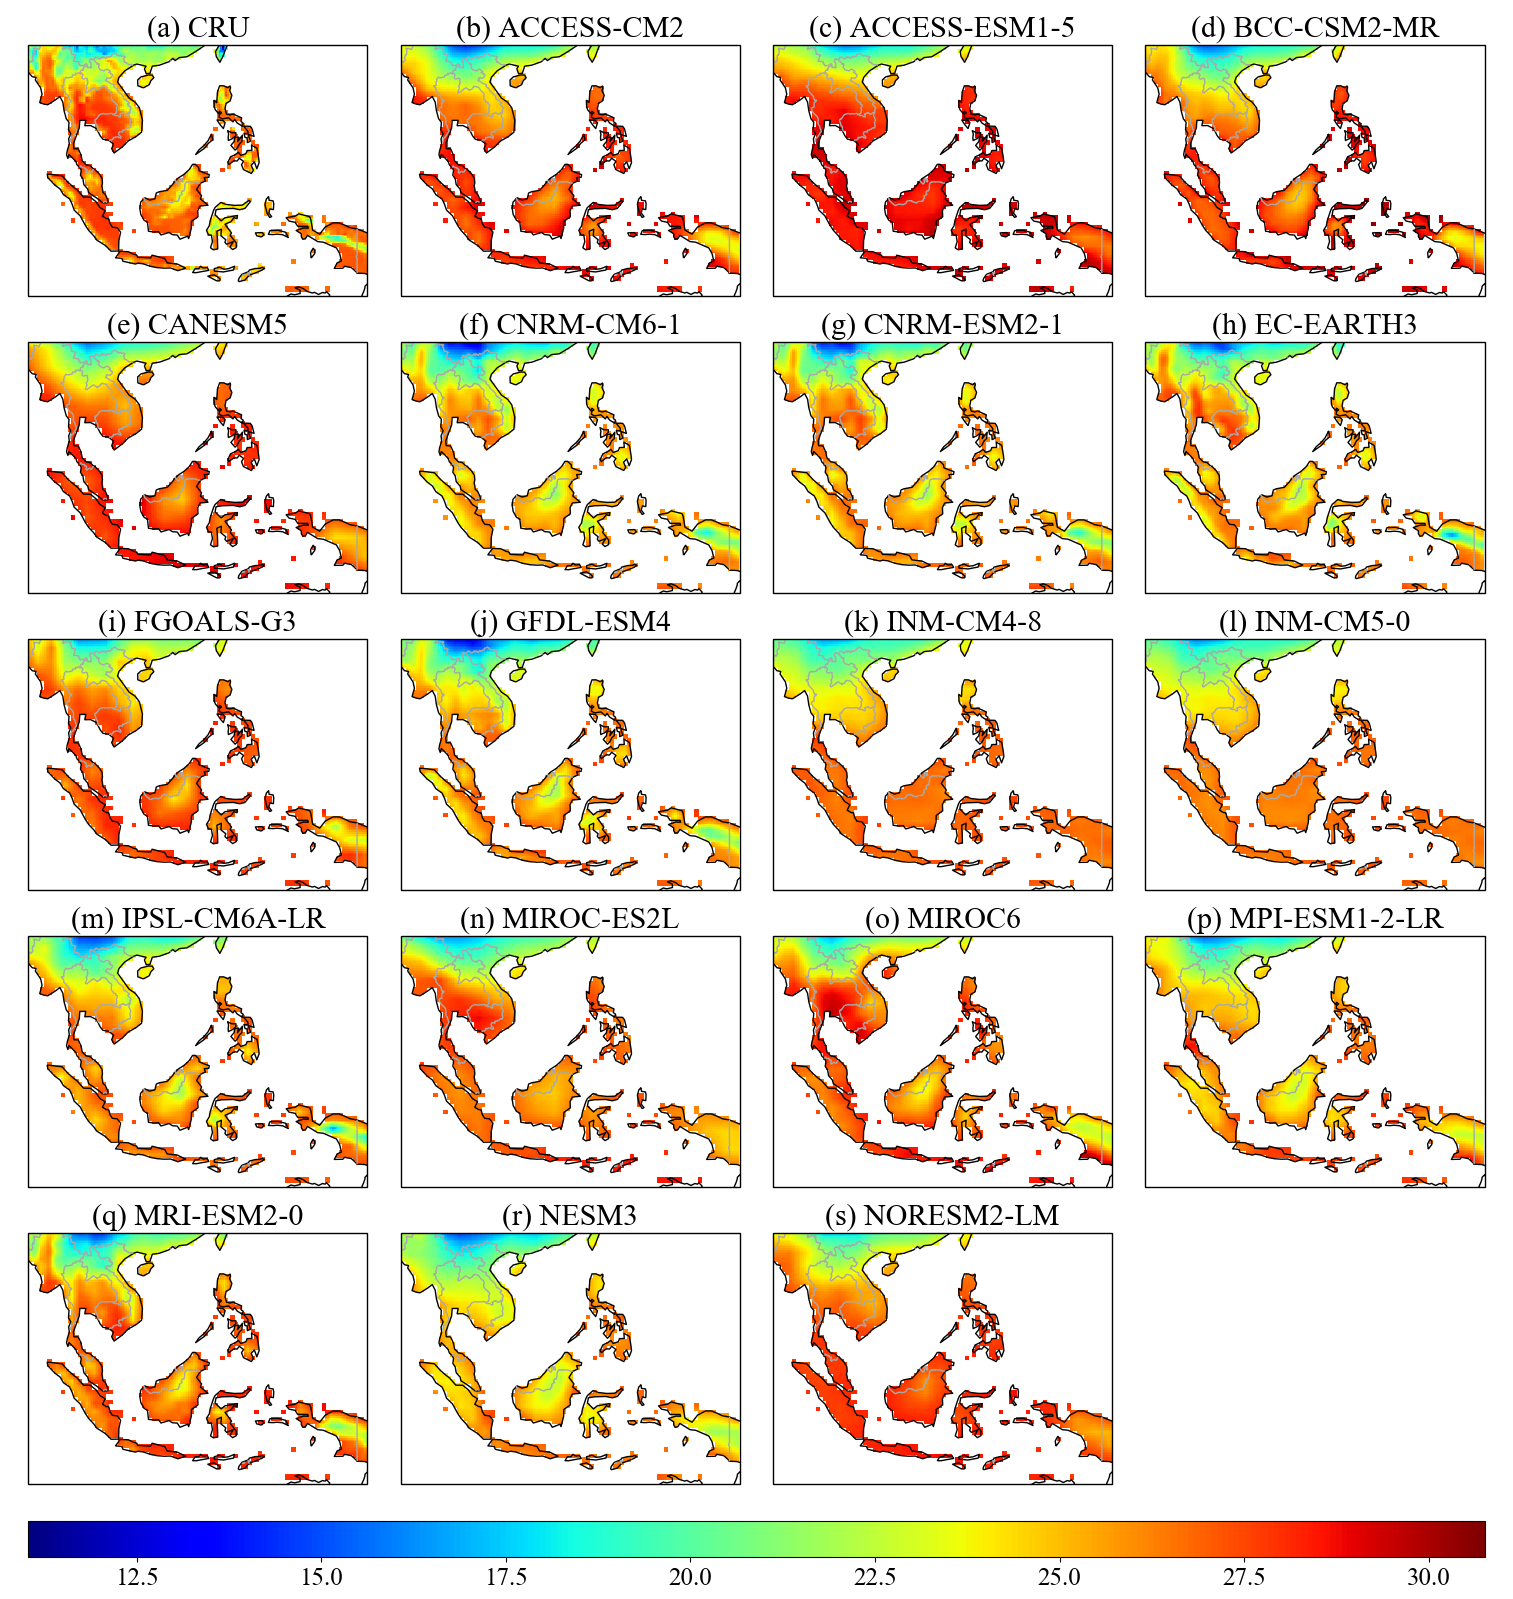 (a) CRU
(b) ACCESS-CM2
(c) ACCESS-ESM1-5
(d) BCC-CSM2-MR
(e) CANESM5
(f) CNRM-CM6-1
(g) CNRM-ESM2-1
(h) EC-EARTH3
(i) FGOALS-G3
(j) GFDL-ESM4
(k) INM-CM4-8
(l) INM-CM5-0
(m) IPSL-CM6A-LR
(n) MIROC-ES2L
(o) MIROC6
(p) MPI-ESM1-2-LR
(q) MRI-ESM2-0
(r) NESM3
(s) NORESM2-LM
12.5 15.0 17.5 20.0 22.5 25.0 27.5 30.0